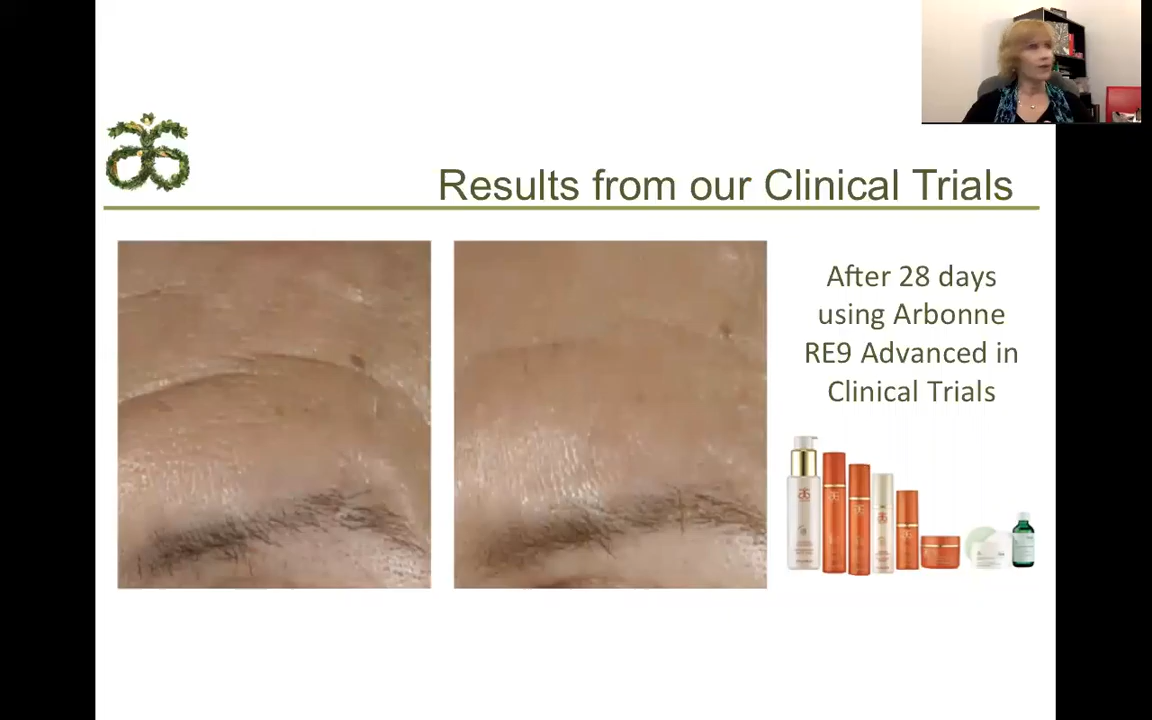 Results from our Clinical Trials
After 28 days
using Arbonne
RE9 Advanced in
Clinical Trials